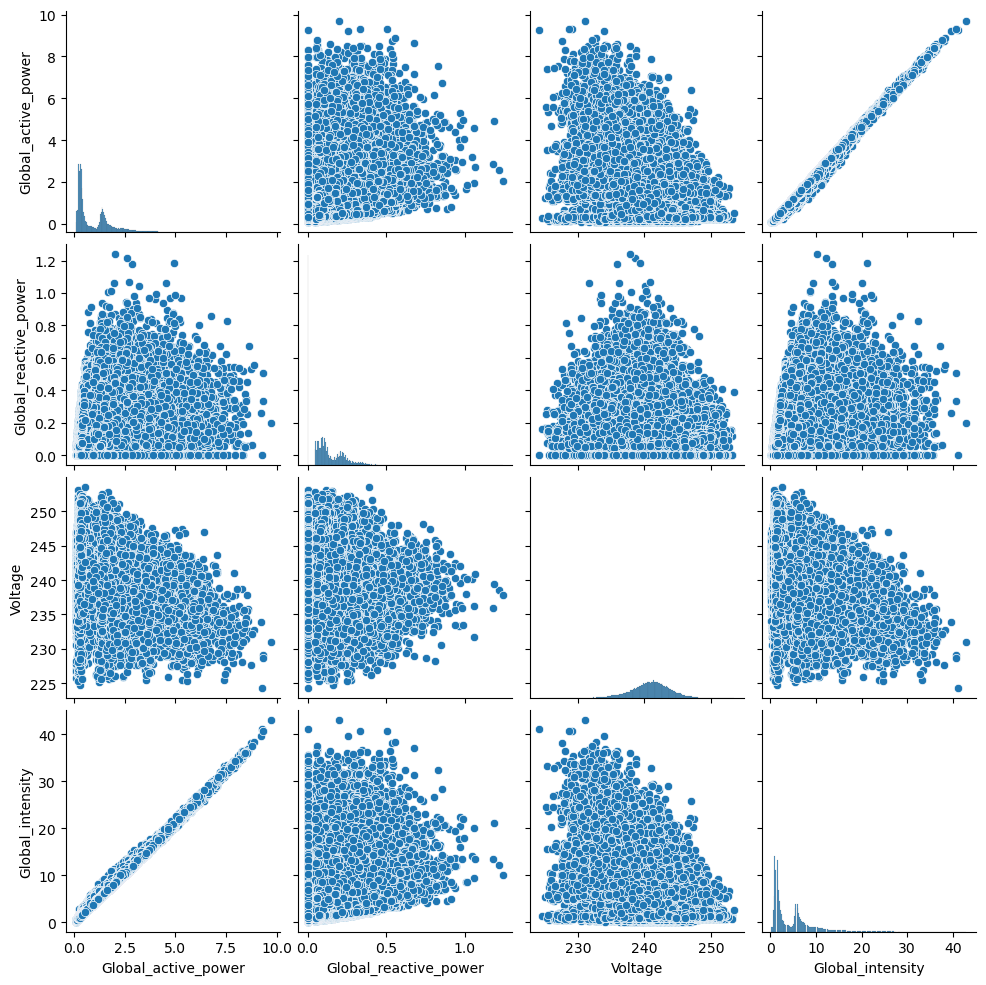 10
8
6
4
2
0
Global_active_power
1.2
1.0
0.8
0.6
0.4
0.2
0.0
Global_reactive_power
250
245
240
235
230
225
Voltage
40
30
20
10
0
Global_intensity
0.0 2.5 5.0 7.5 10.0
0.0 0.5 1.0
230 240 250
0 10 20 30 40
Global_active_power
Global_reactive_power
Voltage
Global_intensity